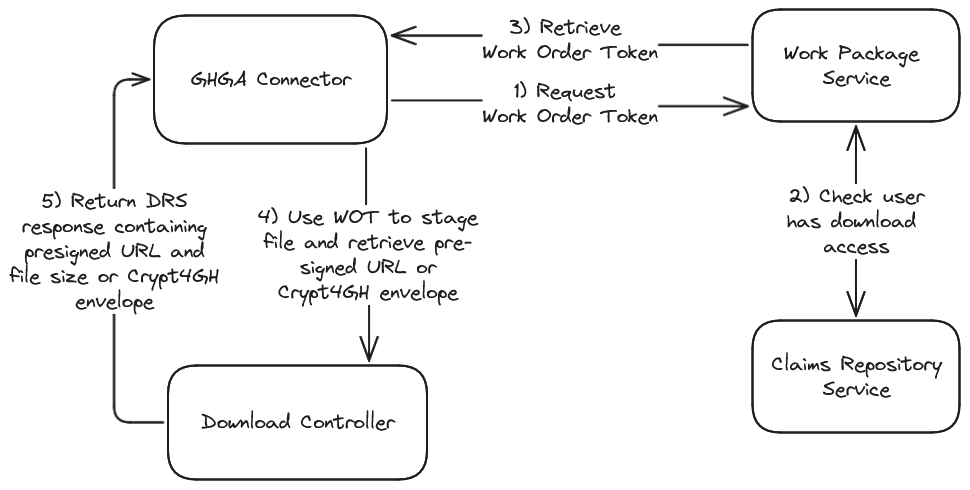 GHGA Connector
3) Retrieve
Work Order Token
1) Request
Work Order Token
Work Package
Service
5) Return DRS
response containing
presigned URL and
file size or Crypt4GH
envelope
4) Use WOT to stage
file and retrieve pre-
signed URL or
Crypt4GH envelope
2) Check user
has download
access
Download Controller
Claims Repository
Service